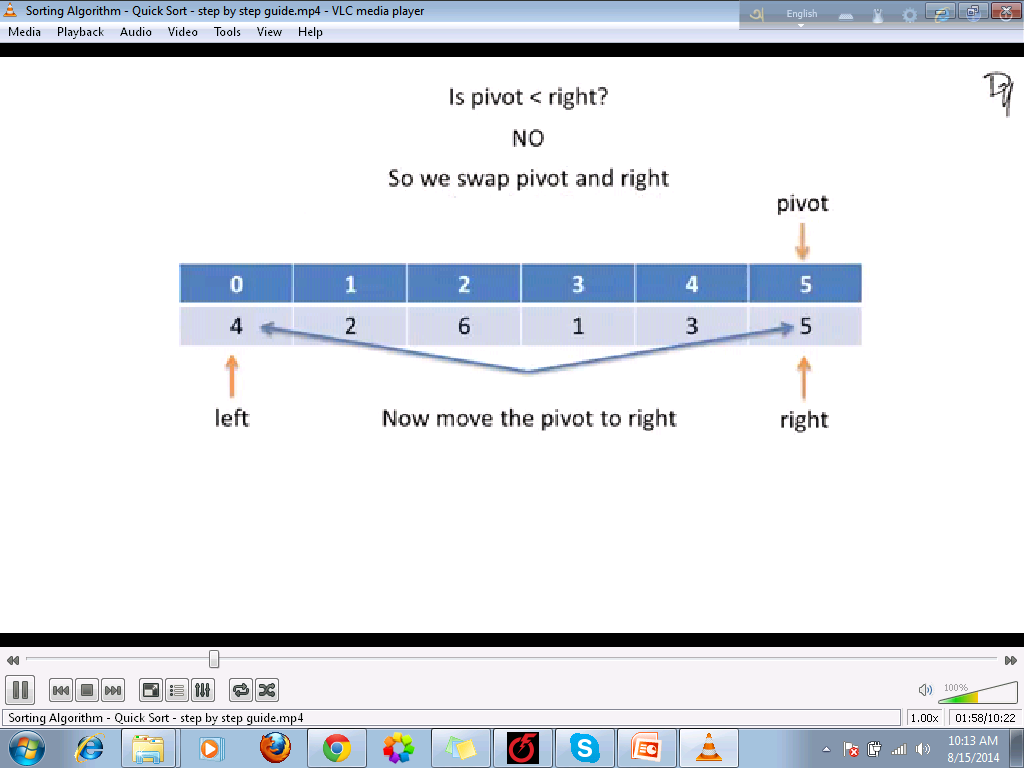 Sorting Algorithm - Quick Sort - step by step guide.mp4 - VLC media player
English
Media Playback Audio Video Tools View Help
Is pivot < right?
NO
So we swap pivot and right
pivot
0 1 2 3 4 5
4 2 6 1 3 5
left Now move the pivot to right right
100%
Sorting Algorithm - Quick Sort - step by step guide.mp4 1.00x 01:58/10:22
10:13 AM
8/15/2014